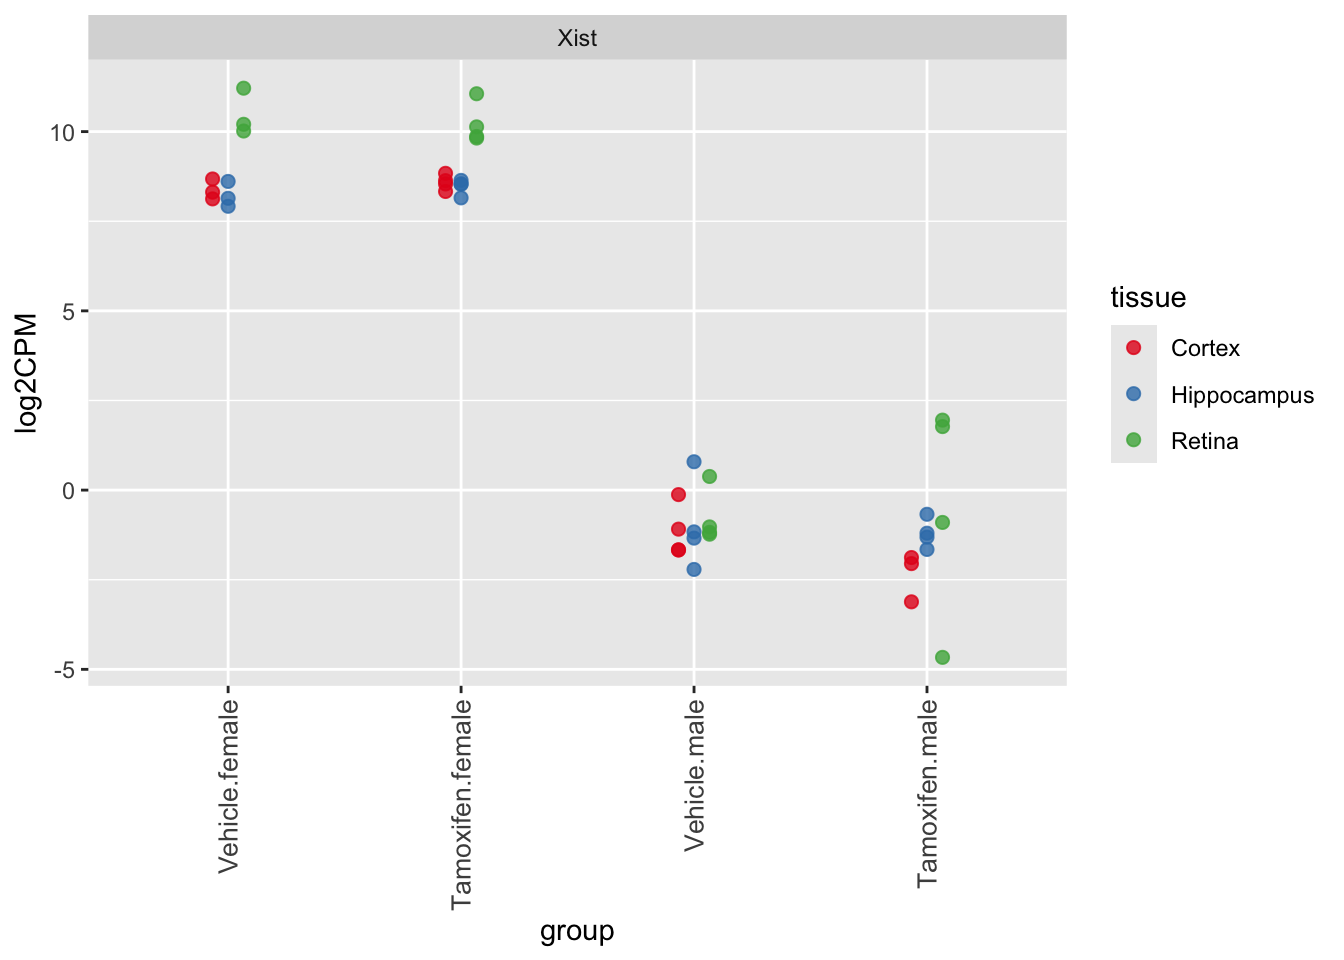 Xist
log2CPM
10
5
0
-5
Vehicle.female
Tamoxifen.female
Vehicle.male
Tamoxifen.male
group
tissue
Cortex
Hippocampus
Retina